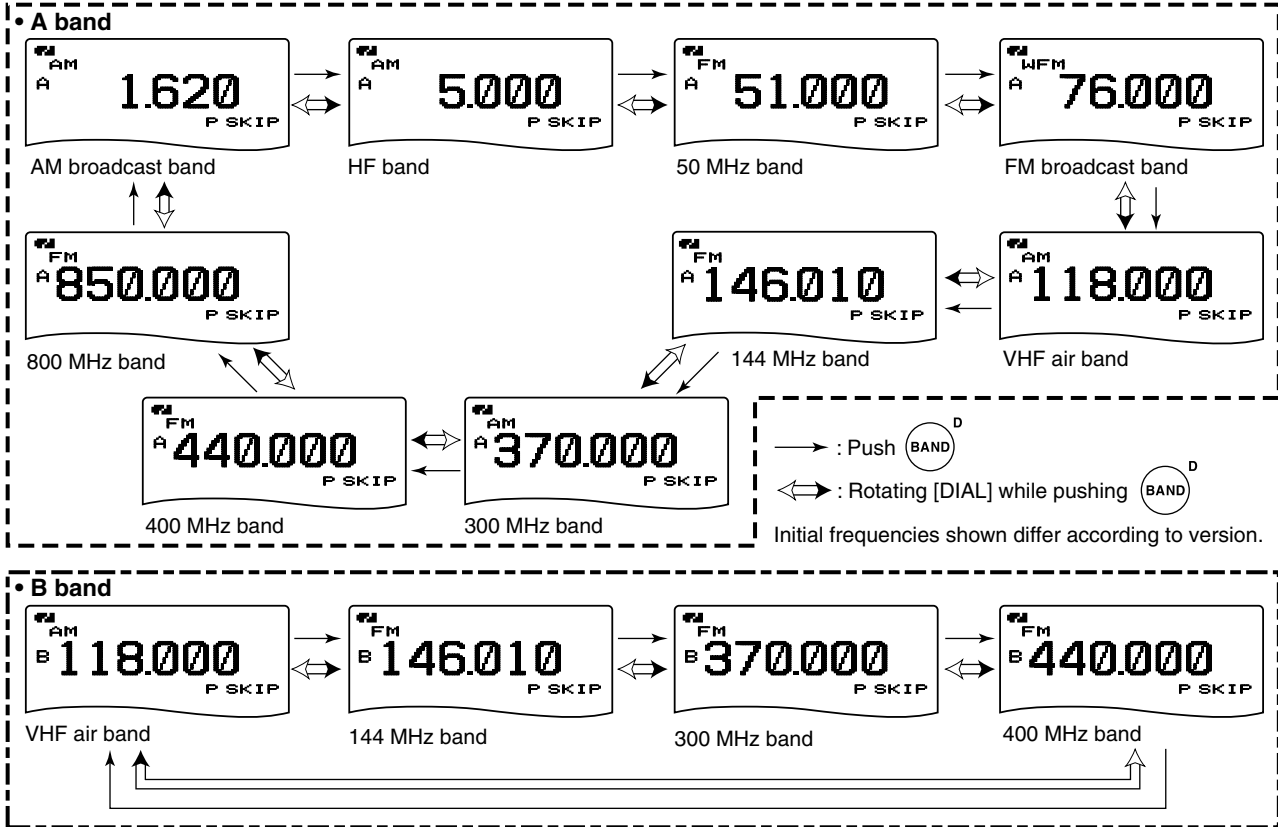 • A band
AM
A 1.620
P SKIP
AM broadcast band
AM
A 5.000
P SKIP
HF band
FM
A 51.000
P SKIP
50 MHz band
WFM
A 76.000
P SKIP
FM broadcast band
FM
A 850.000
P SKIP
800 MHz band
FM
A 146.010
P SKIP
144 MHz band
AM
A 118.000
P SKIP
VHF air band
FM
A 440.000
P SKIP
400 MHz band
AM
A 370.000
P SKIP
300 MHz band
: Push BAND D
: Rotating [DIAL] while pushing BAND D
Initial frequencies shown differ according to version.
• B band
AM
B 118.000
P SKIP
VHF air band
FM
B 146.010
P SKIP
144 MHz band
FM
B 370.000
P SKIP
300 MHz band
FM
B 440.000
P SKIP
400 MHz band